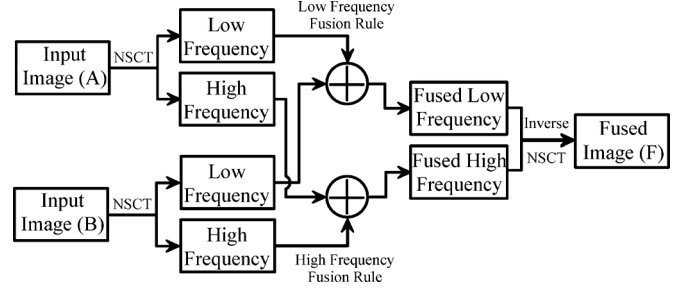 Low Frequency
Fusion Rule
Low
Frequency
Input
Image (A)
NSCT
High
Frequency
Fused Low
Frequency
Inverse
NSCT
Fused
Image (F)
Low
Frequency
Fused High
Frequency
Input
Image (B)
NSCT
High
Frequency
High Frequency
Fusion Rule